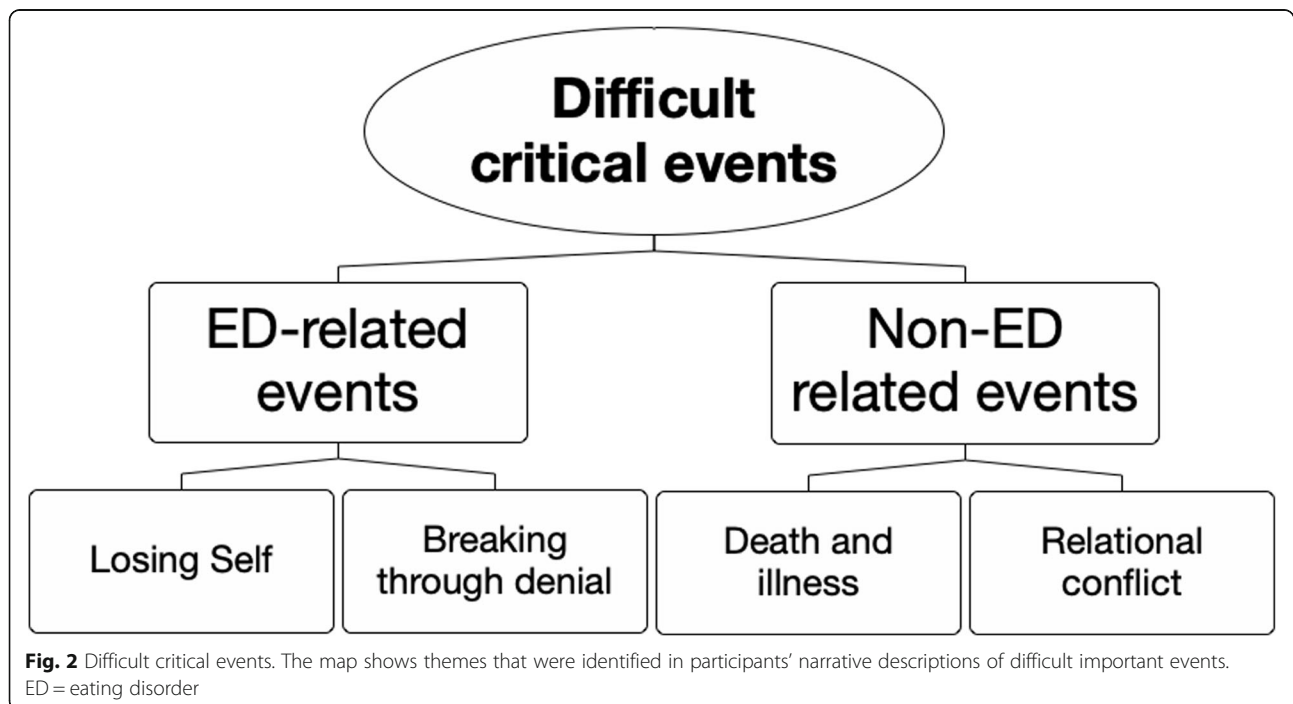 Difficult
critical events
ED-related
events
Non-ED
related events
Losing Self
Breaking
through denial
Death and
illness
Relational
conflict
Fig. 2 Difficult critical events. The map shows themes that were identified in participants’ narrative descriptions of difficult important events.
ED = eating disorder